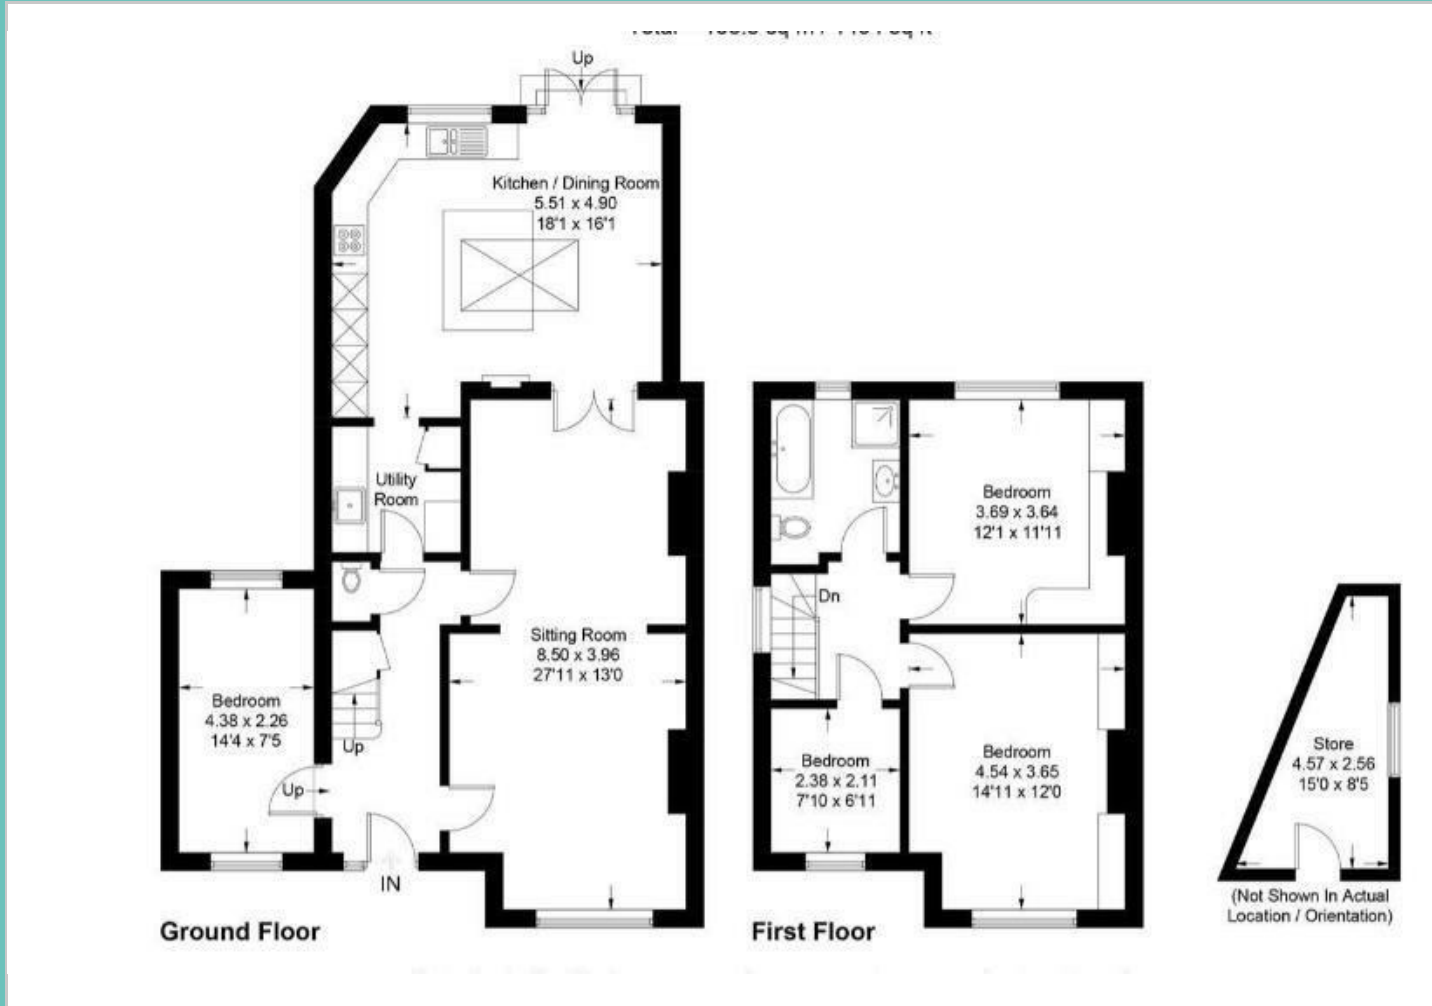 Up
Kitchen / Dining Room
5.51 x 4.90
18'1 x 16'1
Utility
Room
Sitting Room
8.50 x 3.96
27'11 x 13'0
Bedroom
4.38 x 2.26
14'4 x 7'5
Up
Up
IN
Ground Floor
Bedroom
3.69 x 3.64
12'1 x 11'11
Dn
Bedroom
2.38 x 2.11
7'10 x 6'11
Bedroom
4.54 x 3.65
14'11 x 12'0
First Floor
Store
4.57 x 2.56
15'0 x 8'5
(Not Shown In Actual
Location / Orientation)